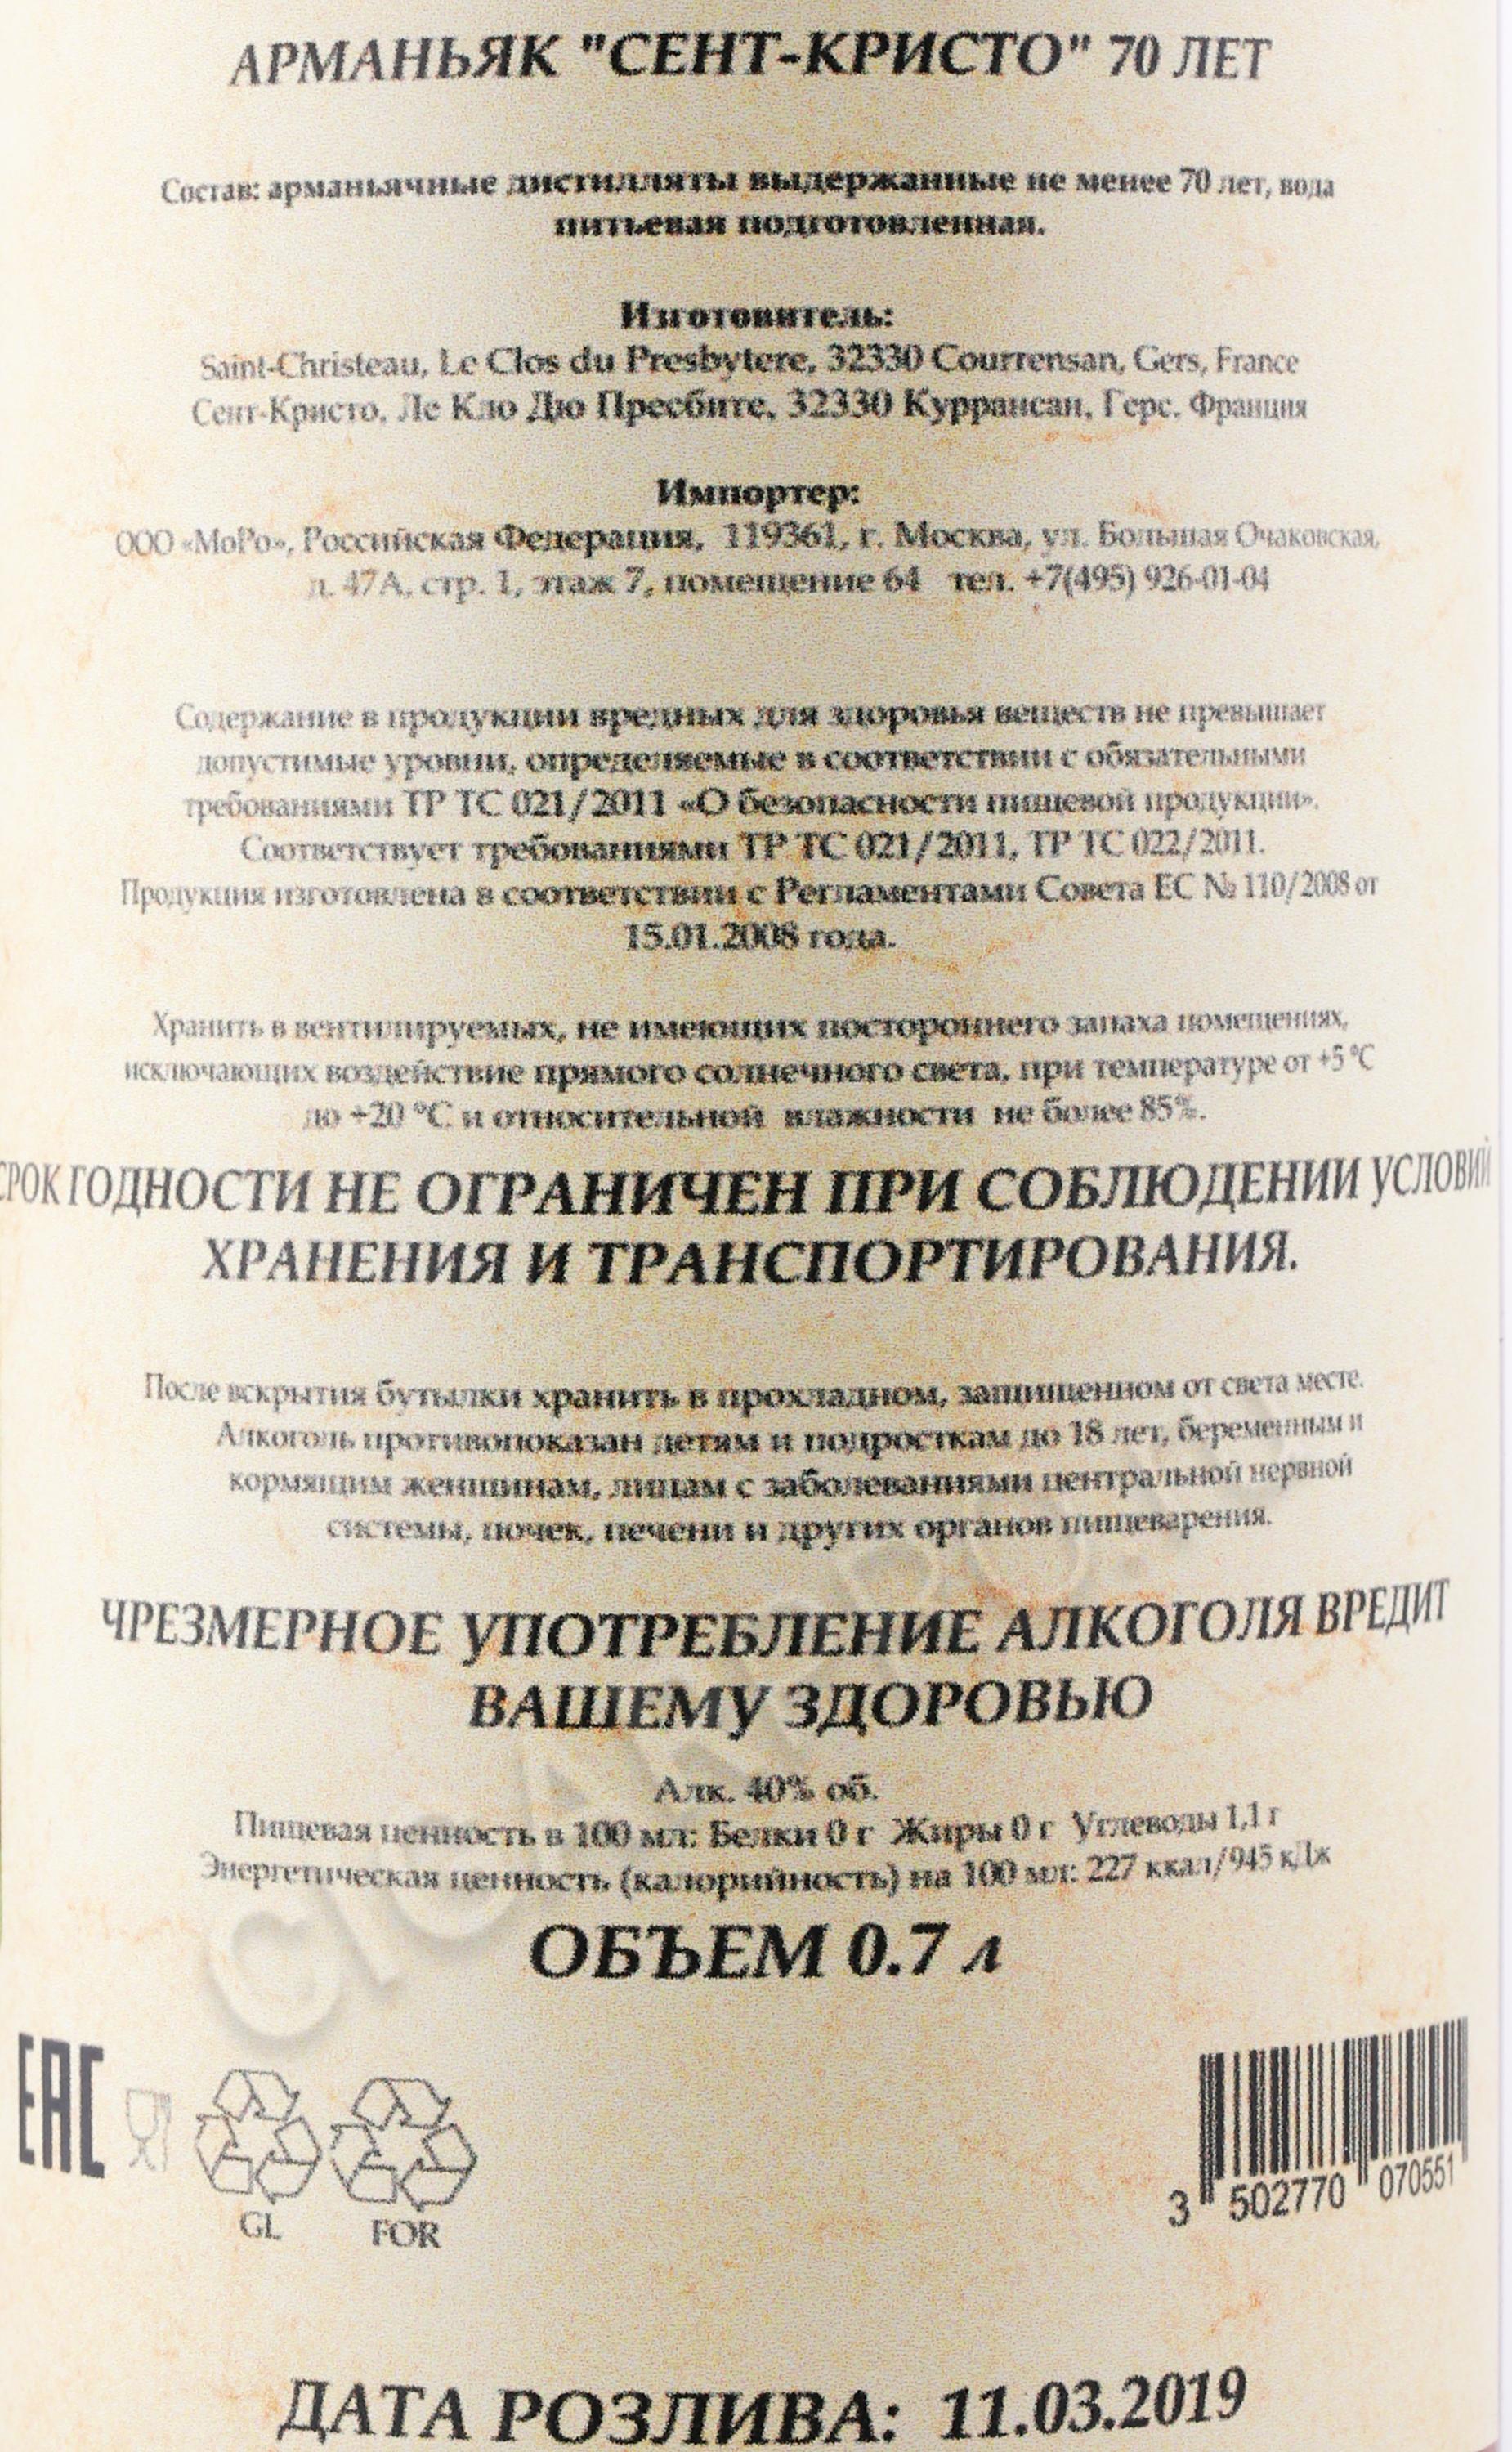 АРМАНЬЯК "СЕНТ-КРИСТО" 70 ЛЕТ
Состав: арманьячные дистилляты выдержанные не менее 70 лет, вода
питьевая подготовленная.
Изготовитель:
Saint-Christeau, Le Clos du Presbytere, 32330 Courrensan, Gers, France
Сент-Кристо, Ле Кло Дю Пресбите, 32330 Куррансан, Герс, Франция
Импортер:
ООО «МоРо», Российская Федерация, 119361, г. Москва, ул. Большая Очаковская,
д. 47А, стр. 1, этаж 7, помещение 64 тел. +7(495) 926-01-04
Содержание в продукции вредных для здоровья веществ не превышает
допустимые уровни, определяемые в соответствии с обязательными
требованиями ТР ТС 021/2011 «О безопасности пищевой продукции».
Соответствует требованиями ТР ТС 021/2011, ТР ТС 022/2011.
Продукция изготовлена в соответствии с Регламентами Совета ЕС № 110/2008 от
15.01.2008 года.
Хранить в вентилируемых, не имеющих постороннего запаха помещениях,
исключающих воздействие прямого солнечного света, при температуре от +5 °C
до +20 °C и относительной влажности не более 85%.
СРОК ГОДНОСТИ НЕ ОГРАНИЧЕН ПРИ СОБЛЮДЕНИИ УСЛОВИЙ
ХРАНЕНИЯ И ТРАНСПОРТИРОВАНИЯ.
После вскрытия бутылки хранить в прохладном, защищенном от света месте.
Алкоголь противопоказан детям и подросткам до 18 лет, беременным и
кормящим женщинам, лицам с заболеваниями центральной нервной
системы, почек, печени и других органов пищеварения.
ЧРЕЗМЕРНОЕ УПОТРЕБЛЕНИЕ АЛКОГОЛЯ ВРЕДИТ
ВАШЕМУ ЗДОРОВЬЮ
Алк. 40% об.
Пищевая ценность в 100 мл: Белки 0 г Жиры 0 г Углеводы 1,1 г
Энергетическая ценность (калорийность) на 100 мл: 227 ккал/945 кДж
ОБЪЕМ 0.7 л
EAC
GL FOR
3 502770 070551
ДАТА РОЗЛИВА: 11.03.2019